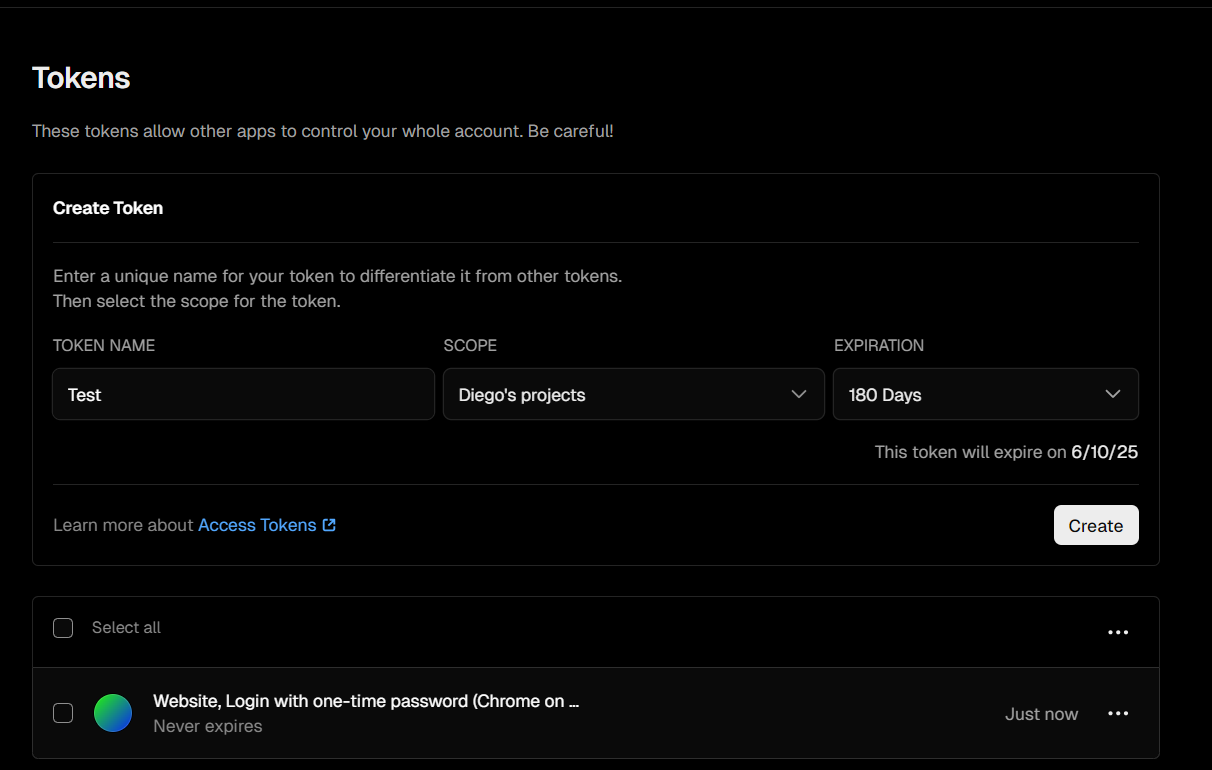 Tokens
These tokens allow other apps to control your whole account. Be careful!
Create Token
Enter a unique name for your token to differentiate it from other tokens.
Then select the scope for the token.
TOKEN NAME
SCOPE
EXPIRATION
Test
Diego's projects
180 Days
This token will expire on 6/10/25
Learn more about Access Tokens
Create
Select all
Website, Login with one-time password (Chrome on ...
Never expires
Just now